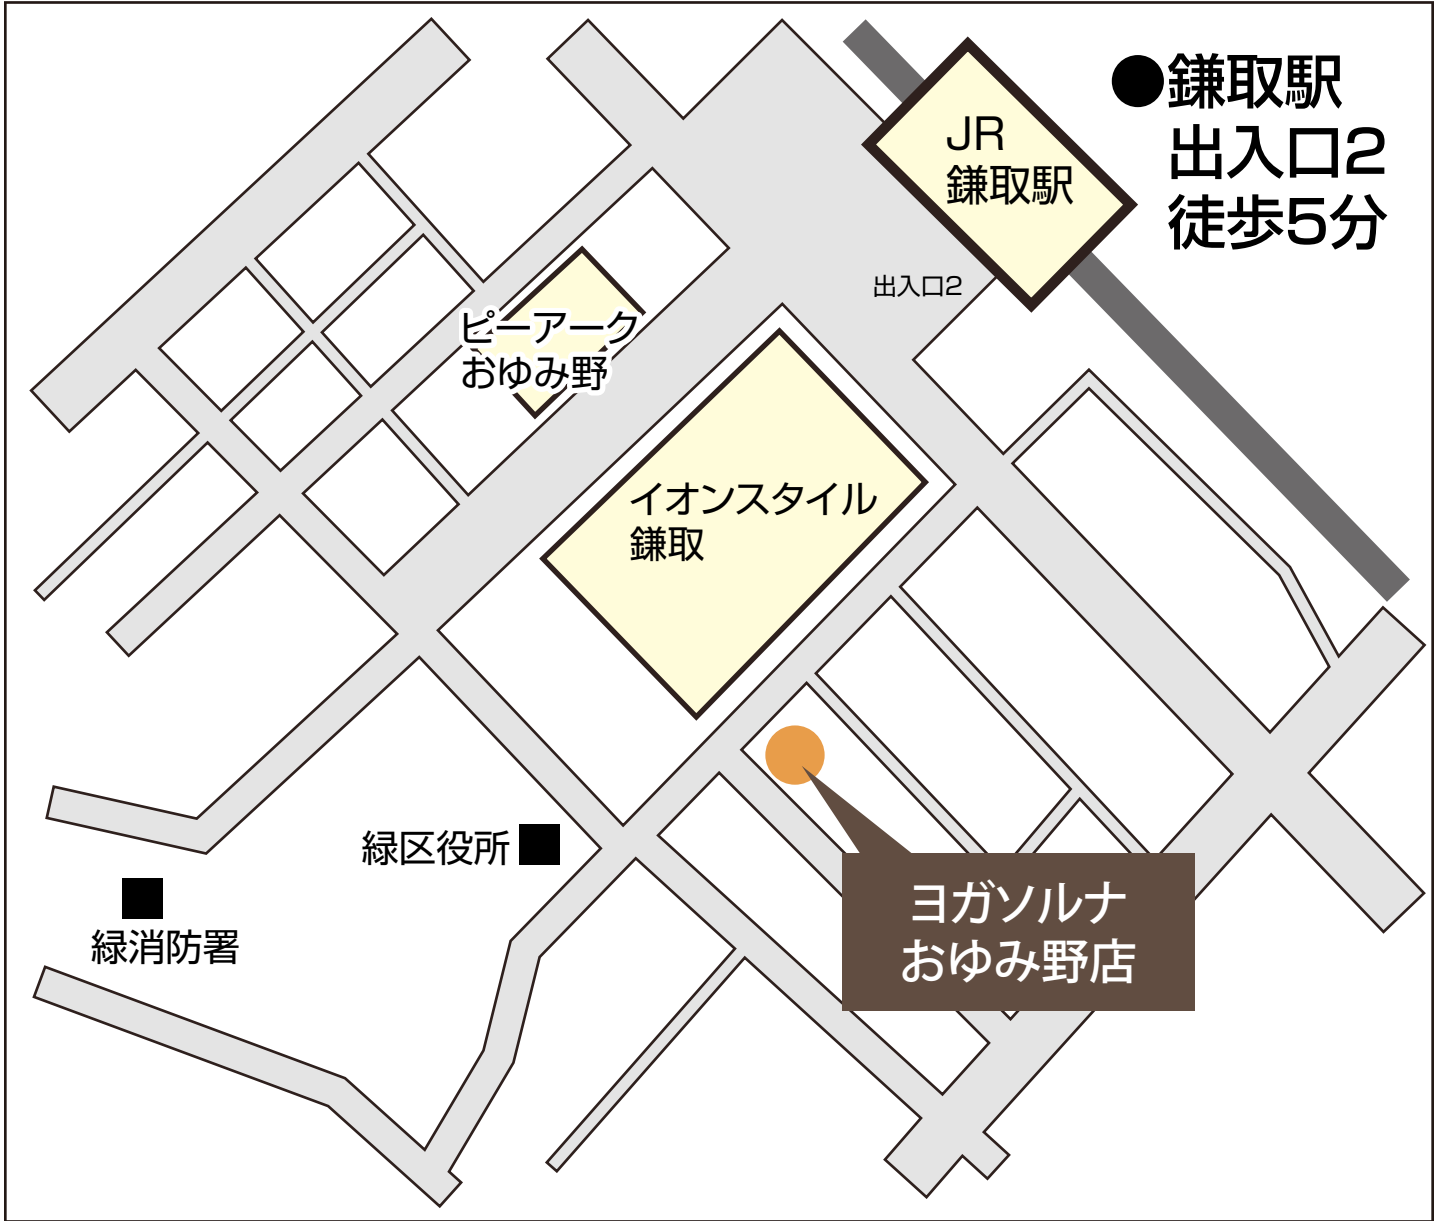 ●鎌取駅
出入口2
徒歩5分
JR
鎌取駅
出入口2
ピーアーク
おゆみ野
イオンスタイル
鎌取
緑区役所
緑消防署
ヨガソルナ
おゆみ野店